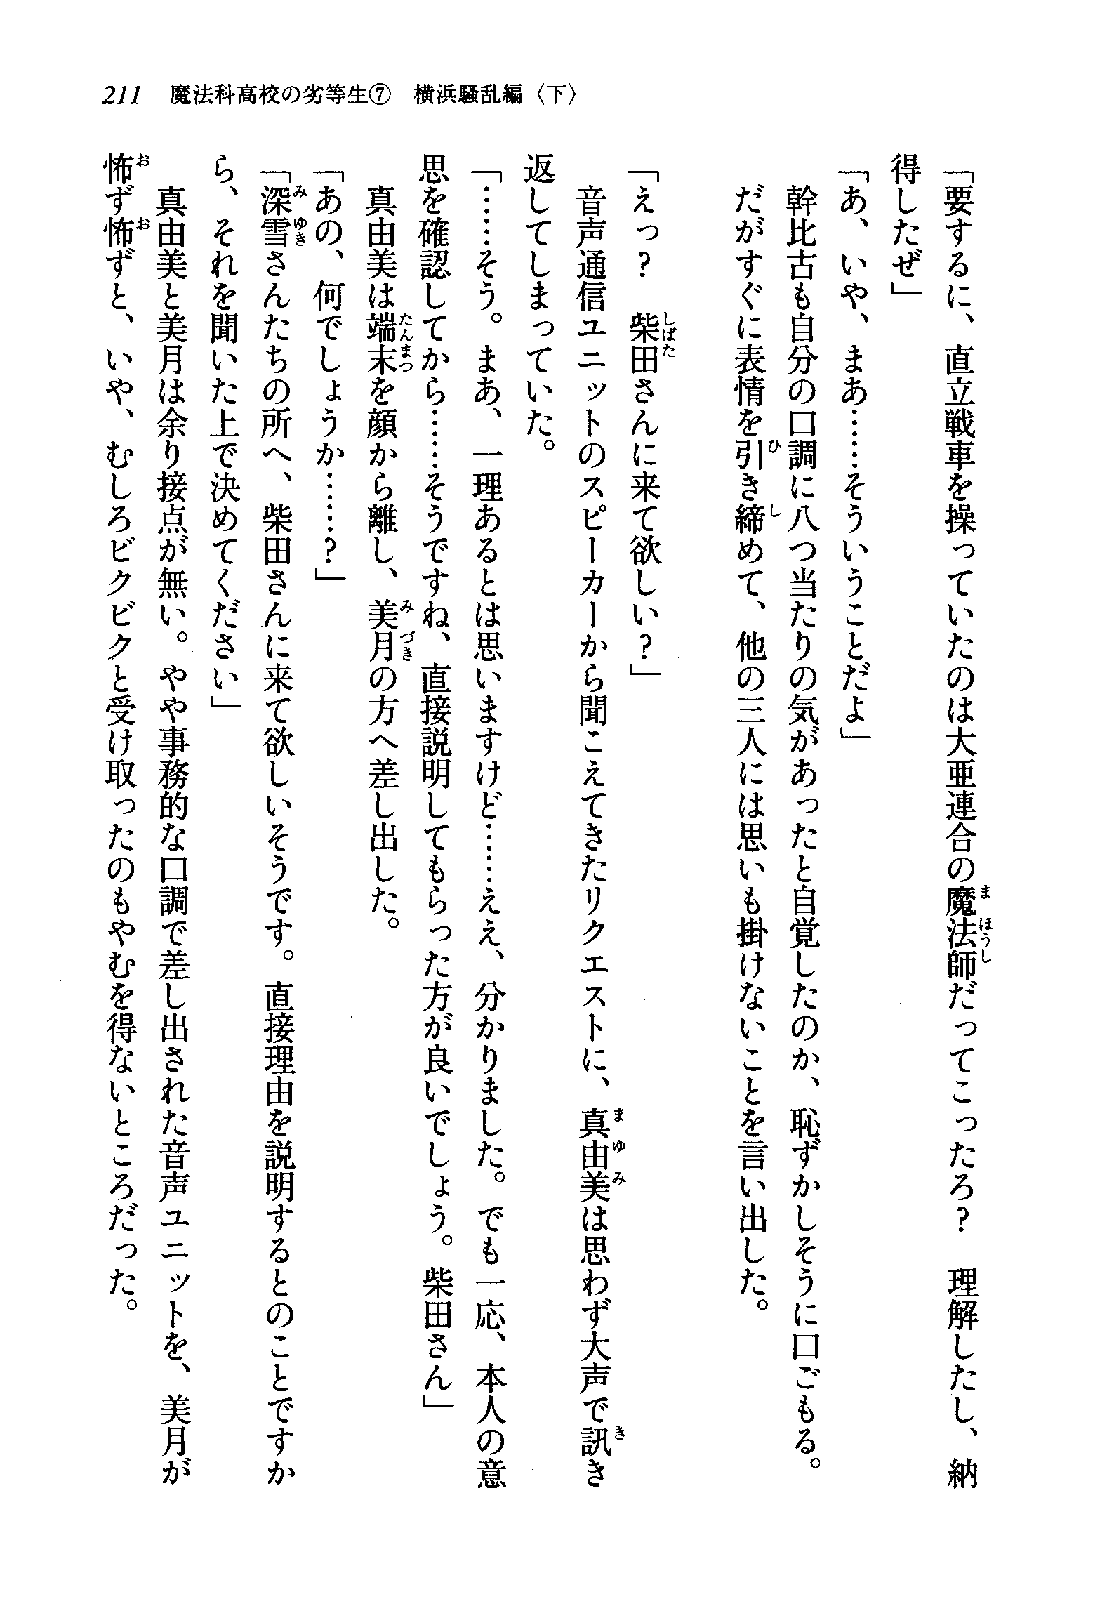 211　魔法科高校の劣等生⑦　横浜騒乱編〈下〉
「要するに、直立戦車を操っていたのは大亜連合の魔法師だってこったろ？　理解したし、納
得したぜ」
「あ、いや、まあ……そういうことだよ」
　幹比古も自分の口調に八つ当たりの気があったと自覚したのか、恥ずかしそうに口ごもる。
　だがすぐに表情を引き締めて、他の三人には思いも掛けないことを言い出した。
「えっ？　柴田さんに来て欲しい？」
　音声通信ユニットのスピーカーから聞こえてきたリクエストに、真由美は思わず大声で訊き
返してしまっていた。
「……そう。まあ、一理あるとは思いますけど……ええ、分かりました。でも一応、本人の意
思を確認してから……そうですね、直接説明してもらった方が良いでしょう。柴田さん」
　真由美は端末を顔から離し、美月の方へ差し出した。
「あの、何でしょうか……？」
「深雪さんたちの所へ、柴田さんに来て欲しいそうです。直接理由を説明するとのことですか
ら、それを聞いた上で決めてください」
　真由美と美月は余り接点が無い。やや事務的な口調で差し出された音声ユニットを、美月が
怖ず怖ずと、いや、むしろビクビクと受け取ったのもやむを得ないところだった。